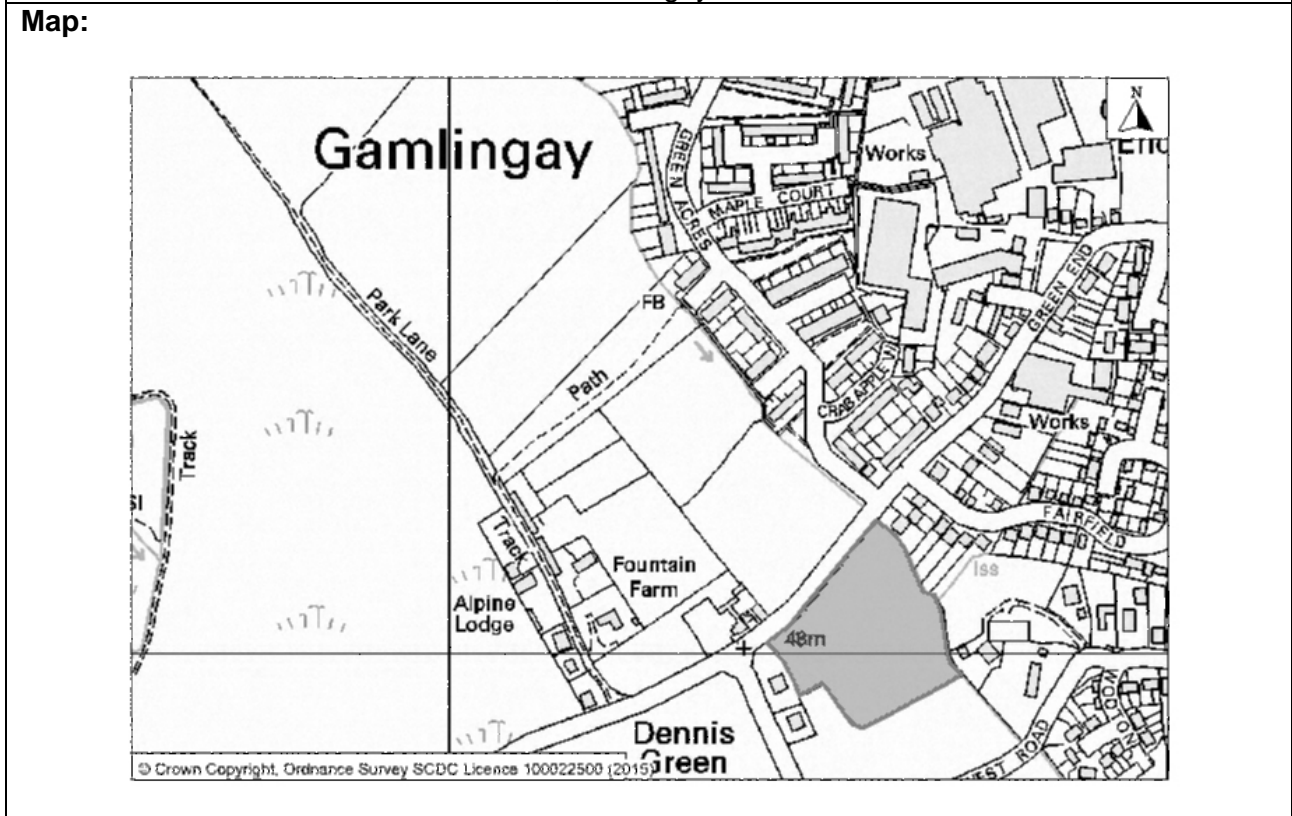 Map:
N
Gamlingay
GREEN ACRES
MAPLE COURT
Works
GREEN END
Park Lane
FB
Path
CRAB APPLE
Works
Track
FAIRFIELD
Track
Fountain
Farm
Iss
Alpine
Lodge
48m
Dennis
Green
WOOTON
WEST ROAD
© Crown Copyright, Ordnance Survey SCDC Licence 100022500 (2015)